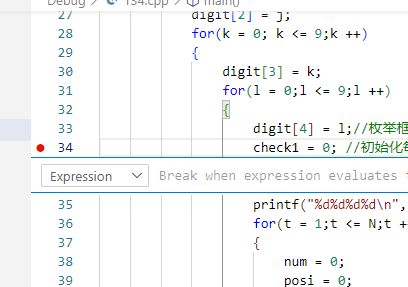 Debug > 134.cpp > main()
27 digit[2] = j;
28 for(k = 0; k <= 9;k ++)
29 {
30 digit[3] = k;
31 for(l = 0;l <= 9;l ++)
32 {
33 digit[4] = l;//枚举框
34 check1 = 0; //初始化每
Expression Break when expression evaluates t
35 printf("%d%d%d%d\n",
36 for(t = 1;t <= N;t +
37 {
38 num = 0;
39 posi = 0;